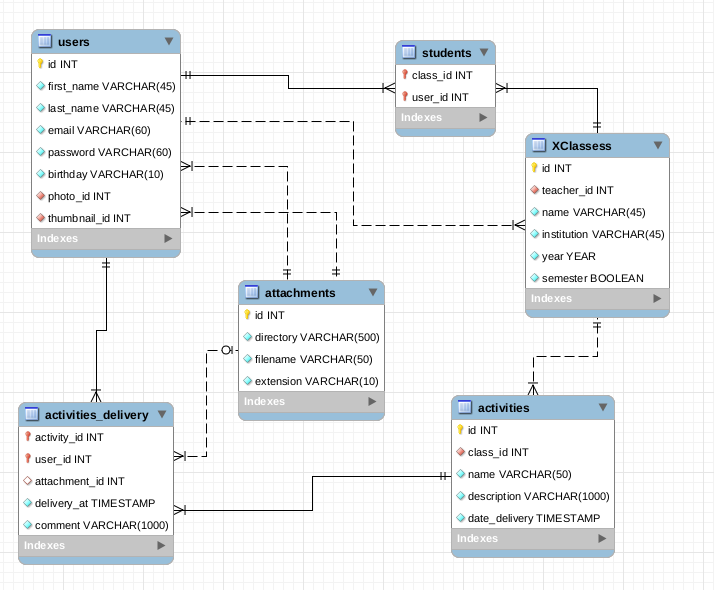 users
id INT
first_name VARCHAR(45)
last_name VARCHAR(45)
email VARCHAR(60)
password VARCHAR(60)
birthday VARCHAR(10)
photo_id INT
thumbnail_id INT
Indexes
students
class_id INT
user_id INT
Indexes
XClassess
id INT
teacher_id INT
name VARCHAR(45)
institution VARCHAR(45)
year YEAR
semester BOOLEAN
Indexes
attachments
id INT
directory VARCHAR(500)
filename VARCHAR(50)
extension VARCHAR(10)
Indexes
activities_delivery
activity_id INT
user_id INT
attachment_id INT
delivery_at TIMESTAMP
comment VARCHAR(1000)
Indexes
activities
id INT
class_id INT
name VARCHAR(50)
description VARCHAR(1000)
date_delivery TIMESTAMP
Indexes